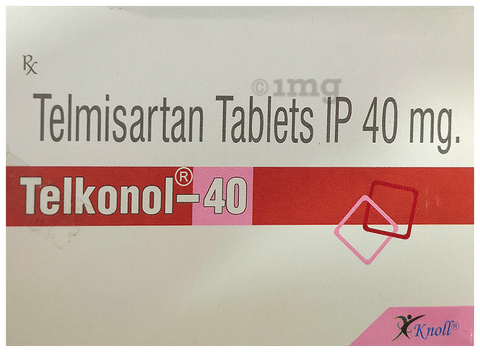 Rx
©1mg
Telmisartan Tablets IP 40 mg.
Telkonol®-40
Knoll®